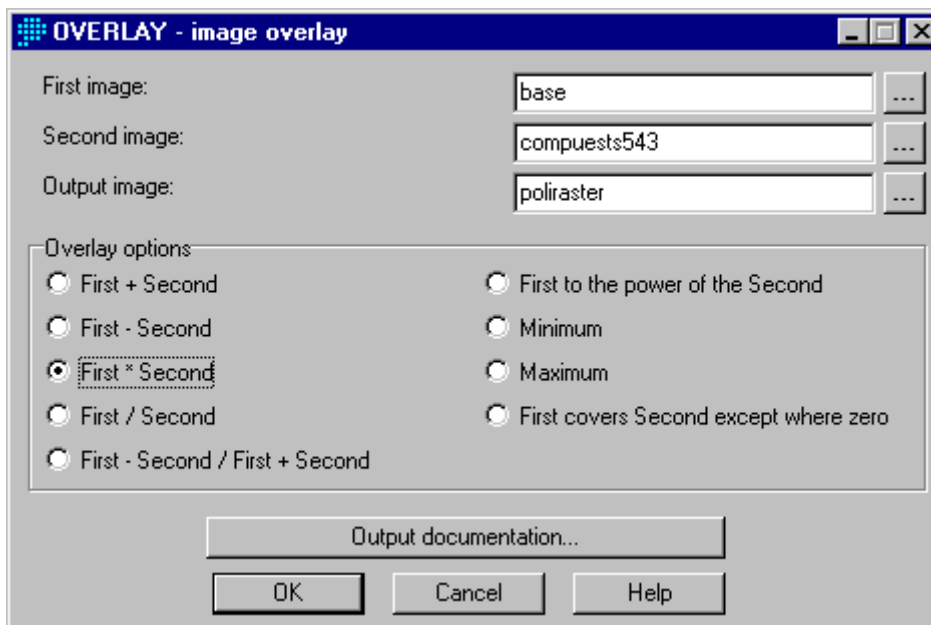 OVERLAY - image overlay
First image:
base
...
Second image:
compuests543
...
Output image:
poliraster
...
Overlay options
First + Second
First - Second
First * Second
First / Second
First - Second / First + Second
First to the power of the Second
Minimum
Maximum
First covers Second except where zero
Output documentation...
OK
Cancel
Help